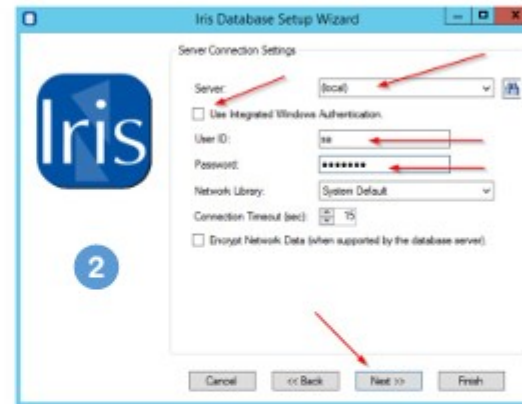 Iris Database Setup Wizard
Server Connection Settings
Server:
(local)
Use Integrated Windows Authentication.
User ID:
sa
Password:
Network Library:
System Default
Connection Timeout (sec):
15
Encrypt Network Data (when supported by the database server).
Iris
2
Cancel
<< Back
Next >>
Finish